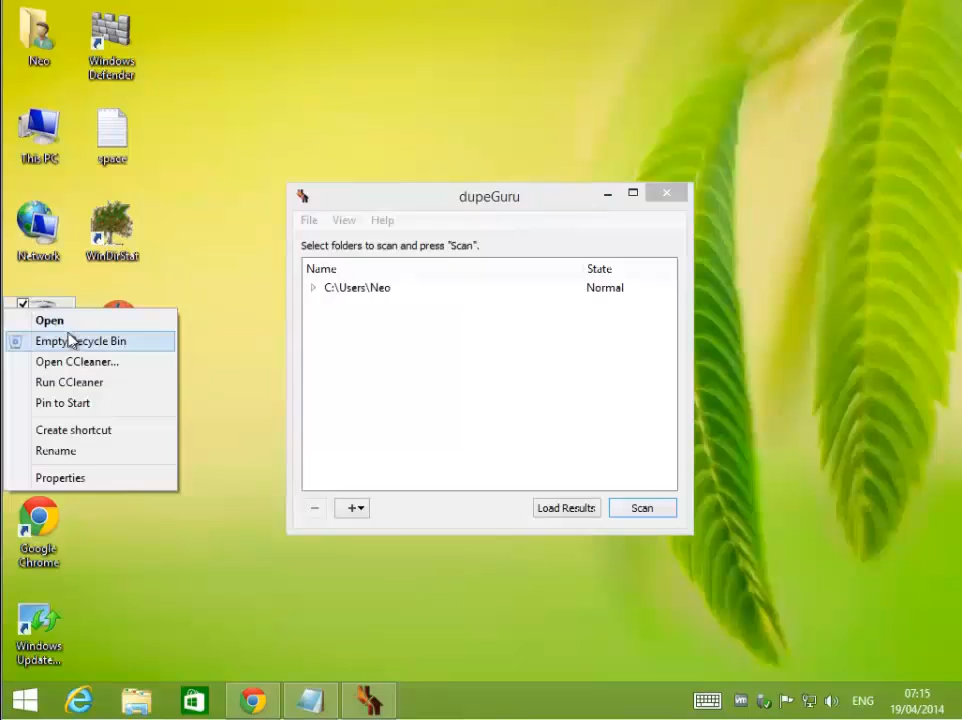 Neo
Windows
Defender
This PC
space
Network
WinDirStat
Open
Empty Recycle Bin
Open CCleaner...
Run CCleaner
Pin to Start
Create shortcut
Rename
Properties
Google
Chrome
Windows
Update...
dupeGuru
File View Help
Select folders to scan and press "Scan".
Name State
C:\Users\Neo Normal
Load Results Scan
ENG
07:15
19/04/2014